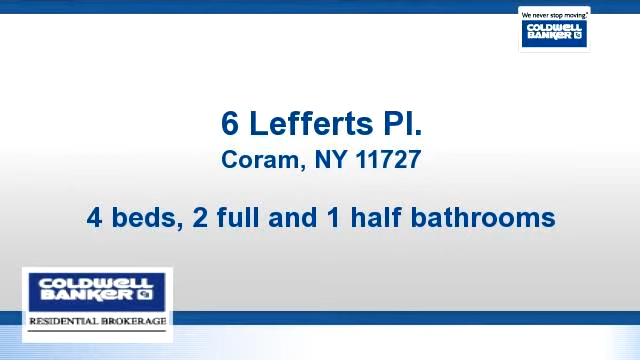 We never stop moving.®
COLDWELL
BANKER
6 Lefferts Pl.
Coram, NY 11727
4 beds, 2 full and 1 half bathrooms
COLDWELL
BANKER
RESIDENTIAL BROKERAGE